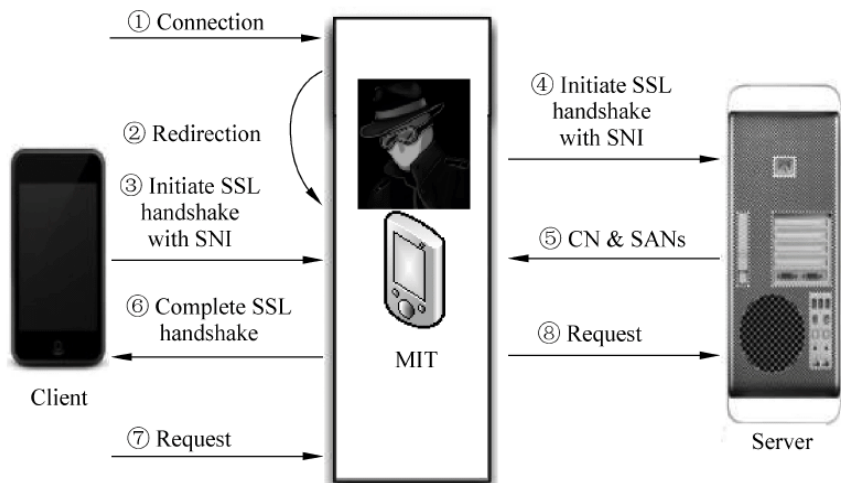 ① Connection
② Redirection
③ Initiate SSL
handshake
with SNI
④ Initiate SSL
handshake
with SNI
⑤ CN & SANs
⑥ Complete SSL
handshake
⑦ Request
⑧ Request
Client
MIT
Server